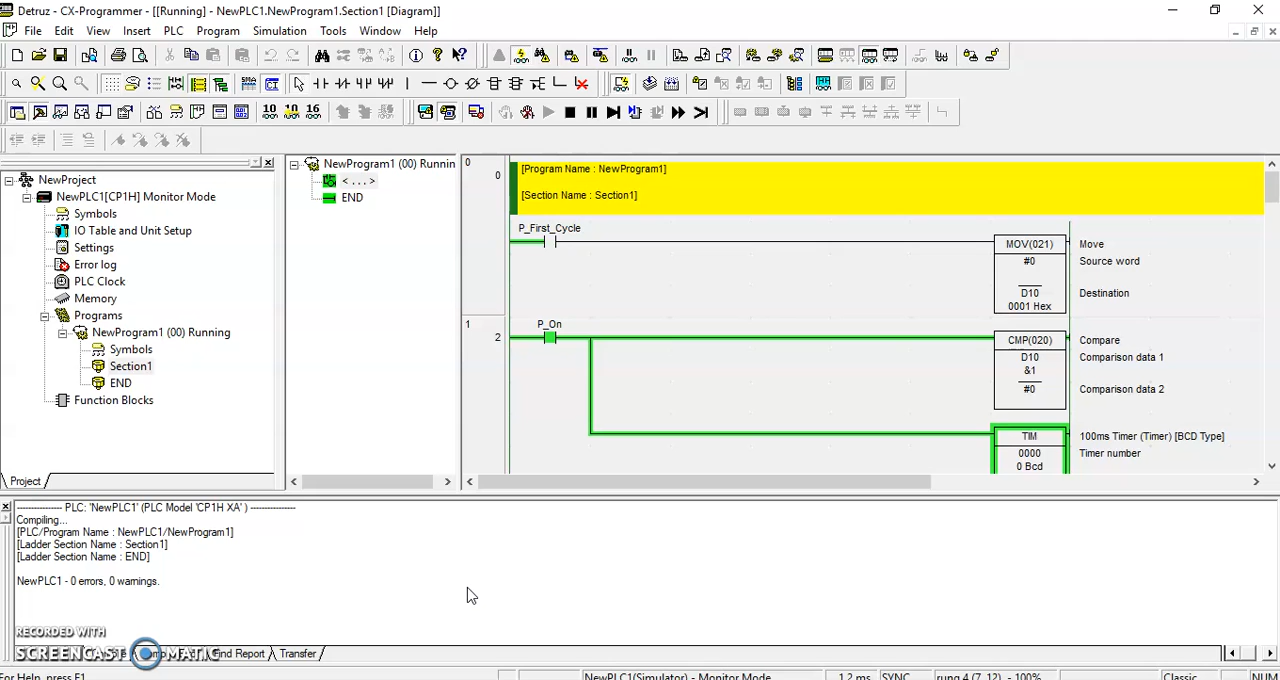 Detruz - CX-Programmer - [[Running] - NewPLC1.NewProgram1.Section1 [Diagram]]
File Edit View Insert PLC Program Simulation Tools Window Help
10 10 16
NewProject
NewPLC1[CP1H] Monitor Mode
Symbols
IO Table and Unit Setup
Settings
Error log
PLC Clock
Memory
Programs
NewProgram1 (00) Running
Symbols
Section1
END
Function Blocks
Project
NewProgram1 (00) Runnin
< ... >
END
0
0
[Program Name : NewProgram1]
[Section Name : Section1]
P_First_Cycle
MOV(021) Move
#0 Source word
D10 Destination
0001 Hex
1
2
P_On
CMP(020) Compare
D10 Comparison data 1
&1
#0 Comparison data 2
TIM 100ms Timer (Timer) [BCD Type]
0000 Timer number
0 Bcd
--------------- PLC: 'NewPLC1' (PLC Model 'CP1H XA' ) ---------------
Compiling...
[PLC/Program Name : NewPLC1/NewProgram1]
[Ladder Section Name : Section1]
[Ladder Section Name : END]
NewPLC1 - 0 errors, 0 warnings.
RECORDED WITH
SCREENCAST MATIC
Find Report Transfer
For Help, press F1 NewPLC1(Simulator) - Monitor Mode 1.2 ms SYNC rung 4 (7, 12) - 100% Classic NUM